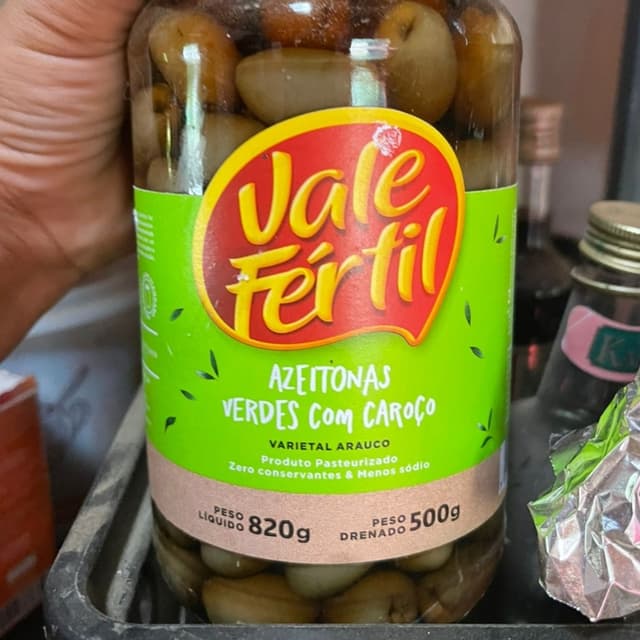 Vale
Fértil
AZEITONAS
VERDES COM CAROÇO
VARIETAL ARAUCO
Produto Pasteurizado
Zero conservantes & Menos sódio
PESO
LÍQUIDO 820g
PESO
DRENADO 500g